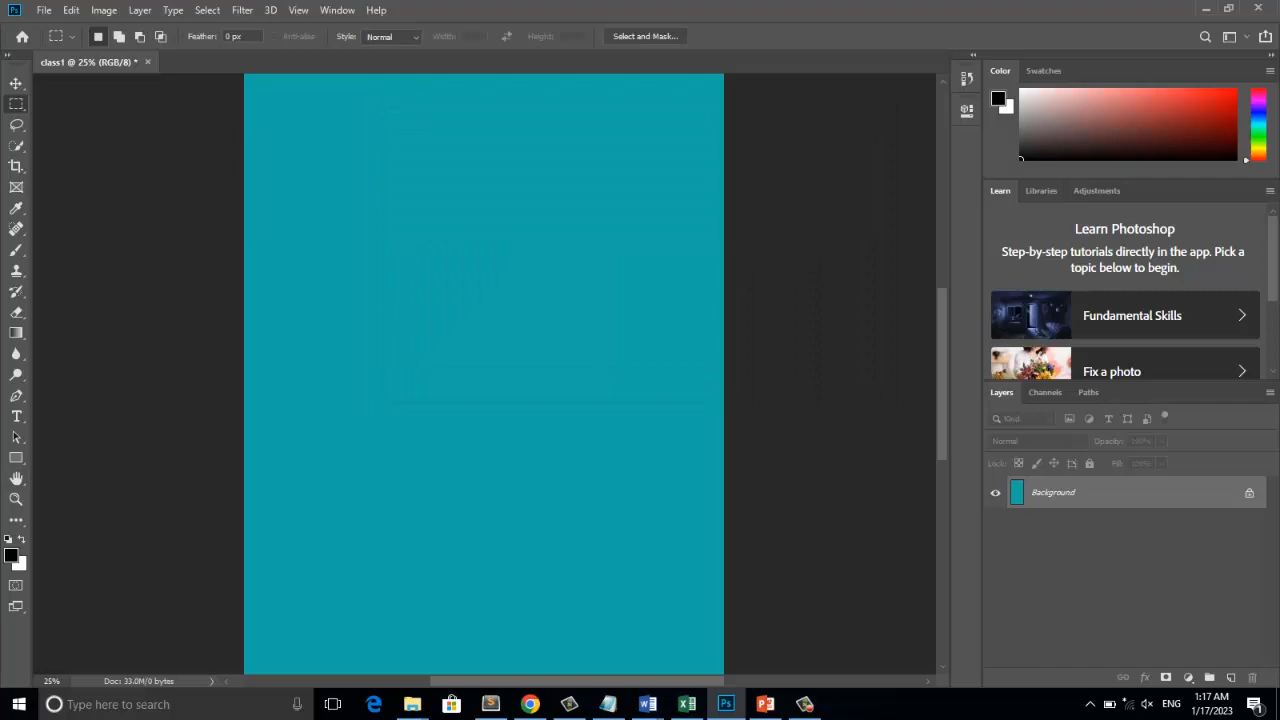 Ps File Edit Image Layer Type Select Filter 3D View Window Help
Feather: 0 px Anti-alias Style: Normal Width: Height: Select and Mask...
class1 @ 25% (RGB/8) * ×
Color Swatches
Learn Libraries Adjustments
Learn Photoshop
Step-by-step tutorials directly in the app. Pick a
topic below to begin.
Fundamental Skills
Fix a photo
Layers Channels Paths
Kind
Normal Opacity: 100%
Lock: Fill: 100%
Background
25% Doc: 33.0M/0 bytes
Type here to search
ENG
1:17 AM
1/17/2023